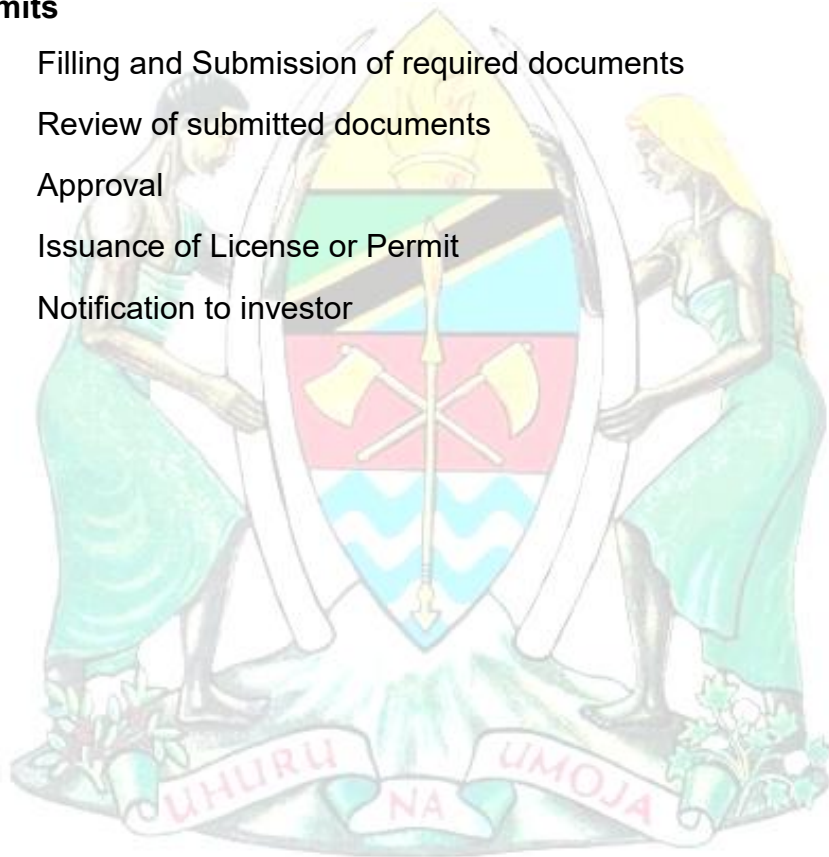 mits
Filling and Submission of required documents
Review of submitted documents
Approval
Issuance of License or Permit
Notification to investor
UHURU NA UMOJA